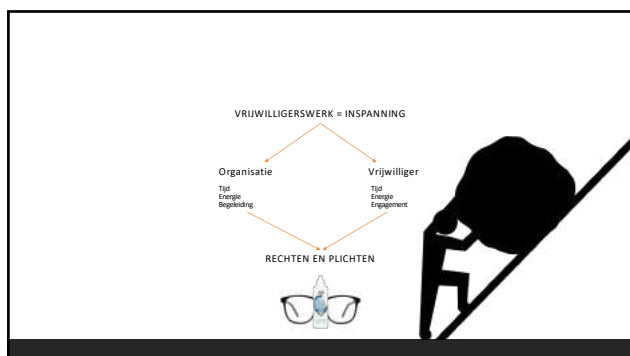 VRIJWILLIGERSWERK = INSPANNING
Organisatie
Tijd
Energie
Begeleiding
Vrijwilliger
Tijd
Energie
Engagement
RECHTEN EN PLICHTEN